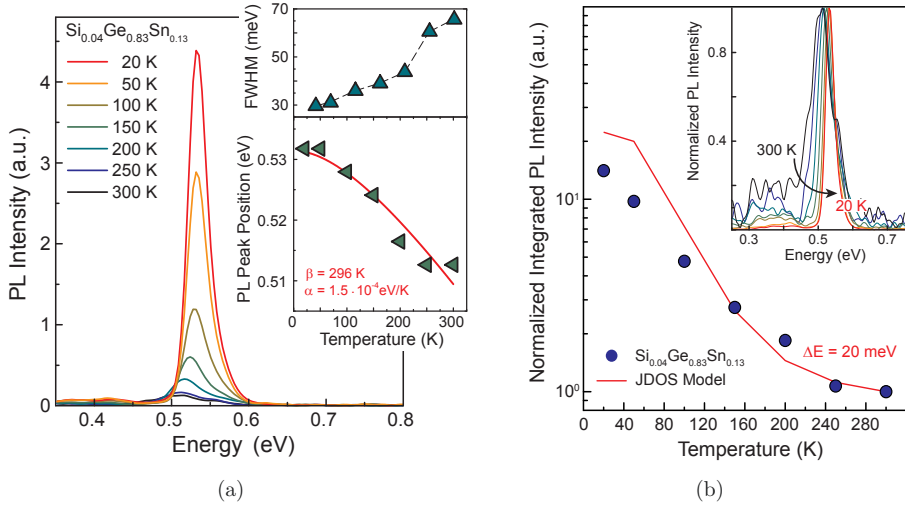 Si0.04Ge0.83Sn0.13
20 K
50 K
100 K
150 K
200 K
250 K
300 K
PL Intensity (a.u.)
4
3
2
1
0
0.4 0.5 0.6 0.7 0.8
Energy (eV)
FWHM (meV)
70
50
30
PL Peak Position (eV)
0.53
0.52
0.51
β = 296 K
α = 1.5 · 10-4eV/K
0 100 200 300
Temperature (K)
(a)
Normalized Integrated PL Intensity
10^1
10^0
Si0.04Ge0.83Sn0.13
JDOS Model
ΔE = 20 meV
0 40 80 120 160 200 240 280
Temperature (K)
Normalized PL Intensity
0.8
0.4
300 K
20 K
0.3 0.5 0.7
Energy (eV)
(b)